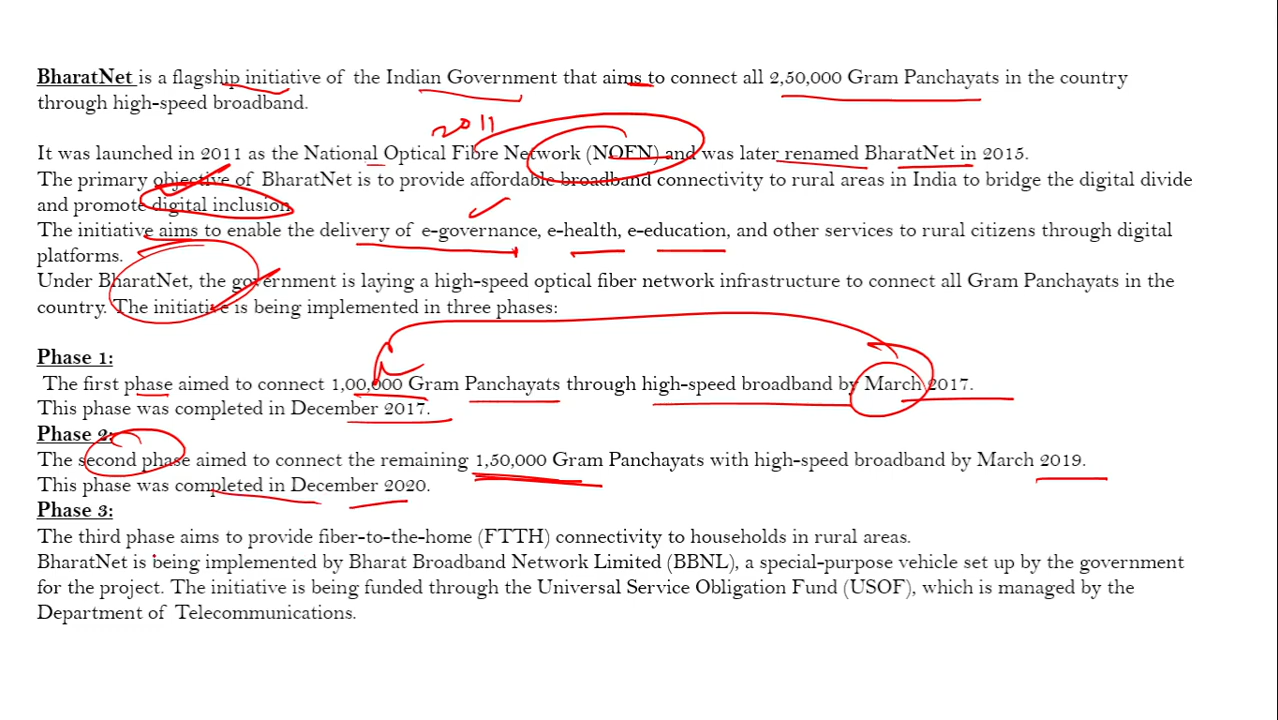 BharatNet is a flagship initiative of the Indian Government that aims to connect all 2,50,000 Gram Panchayats in the country
through high-speed broadband.
2011
It was launched in 2011 as the National Optical Fibre Network (NOFN) and was later renamed BharatNet in 2015.
The primary objective of BharatNet is to provide affordable broadband connectivity to rural areas in India to bridge the digital divide
and promote digital inclusion.
The initiative aims to enable the delivery of e-governance, e-health, e-education, and other services to rural citizens through digital
platforms.
Under BharatNet, the government is laying a high-speed optical fiber network infrastructure to connect all Gram Panchayats in the
country. The initiative is being implemented in three phases:
Phase 1:
The first phase aimed to connect 1,00,000 Gram Panchayats through high-speed broadband by March 2017.
This phase was completed in December 2017.
Phase 2:
The second phase aimed to connect the remaining 1,50,000 Gram Panchayats with high-speed broadband by March 2019.
This phase was completed in December 2020.
Phase 3:
The third phase aims to provide fiber-to-the-home (FTTH) connectivity to households in rural areas.
BharatNet is being implemented by Bharat Broadband Network Limited (BBNL), a special-purpose vehicle set up by the government
for the project. The initiative is being funded through the Universal Service Obligation Fund (USOF), which is managed by the
Department of Telecommunications.